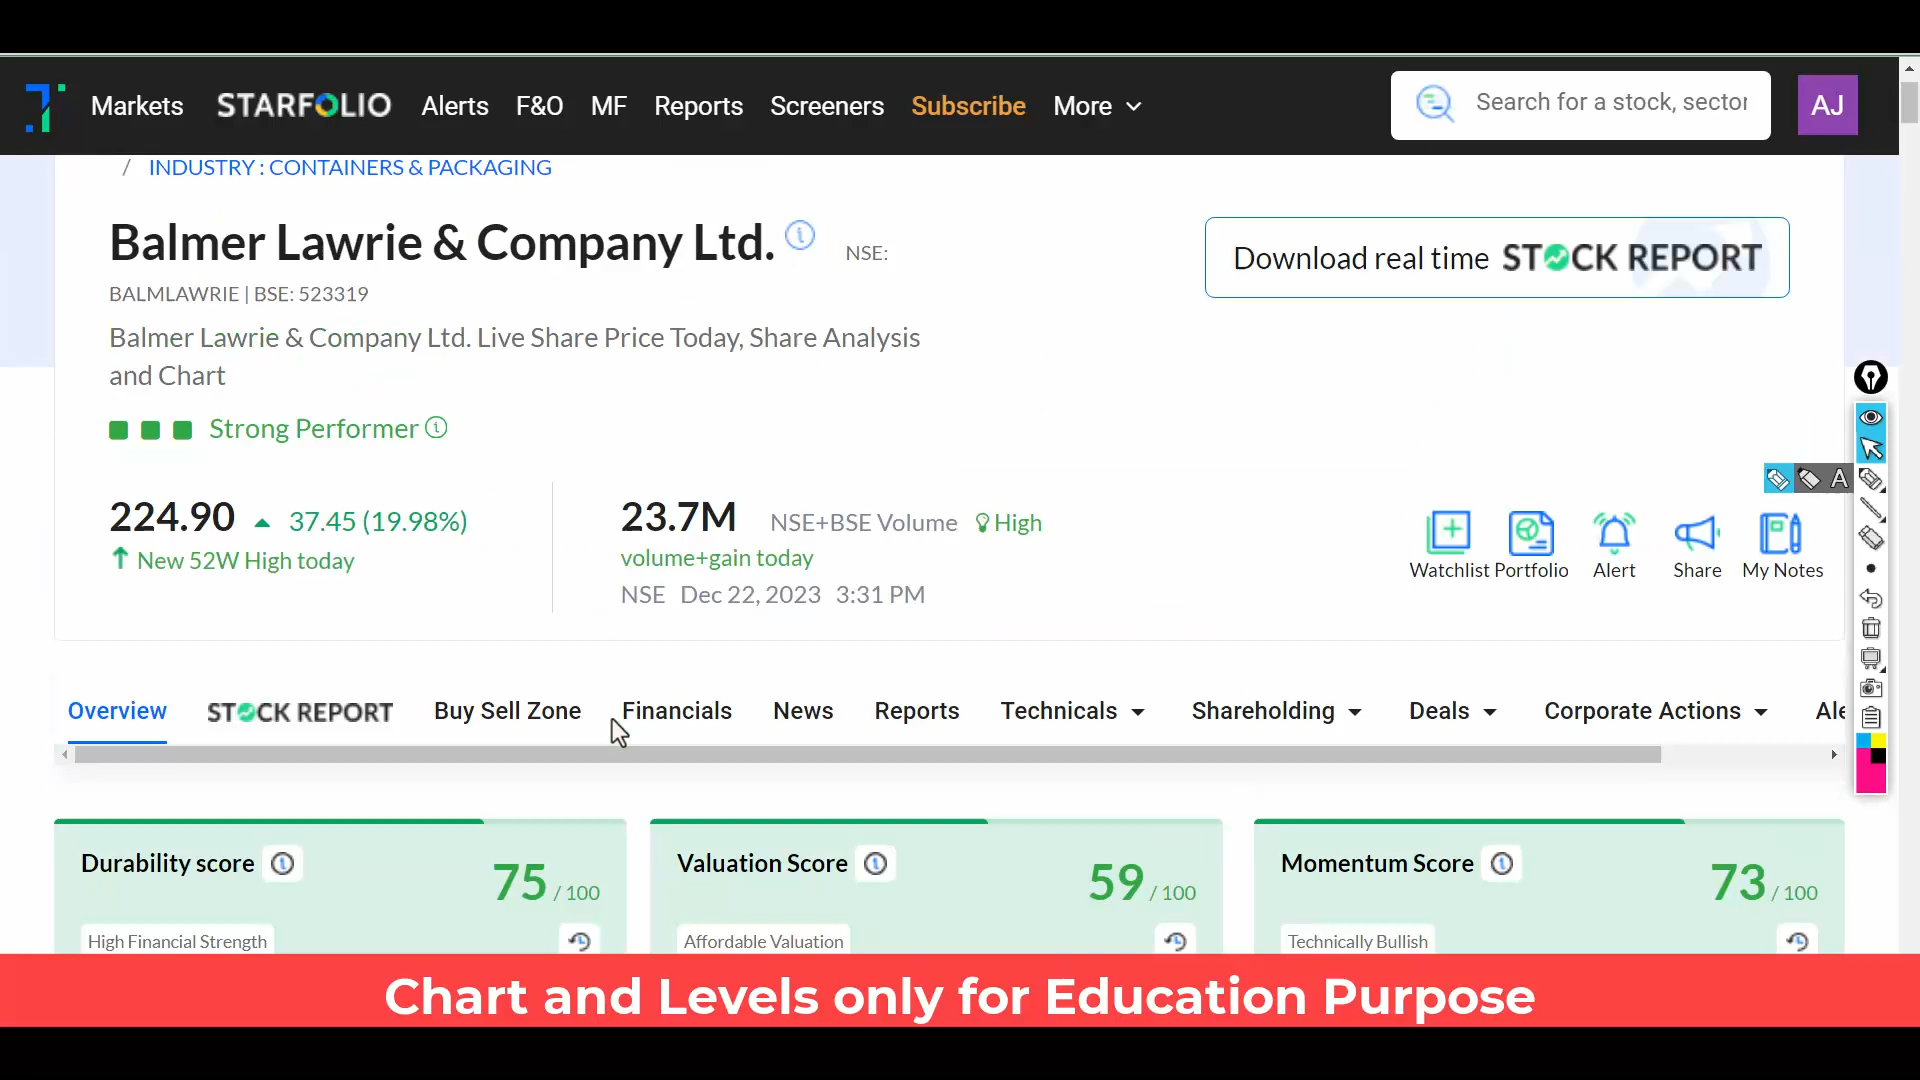 Markets STARFOLIO Alerts F&O MF Reports Screeners Subscribe More Search for a stock, sector AJ
/ INDUSTRY : CONTAINERS & PACKAGING
Balmer Lawrie & Company Ltd. NSE:
BALMLAWRIE | BSE: 523319
Download real time STOCK REPORT
Balmer Lawrie & Company Ltd. Live Share Price Today, Share Analysis
and Chart
Strong Performer
224.90 37.45 (19.98%)
New 52W High today
23.7M NSE+BSE Volume High
volume+gain today
NSE Dec 22, 2023 3:31 PM
Watchlist Portfolio Alert Share My Notes
A
Overview STOCK REPORT Buy Sell Zone Financials News Reports Technicals Shareholding Deals Corporate Actions Ale
Durability score 75 / 100
High Financial Strength
Valuation Score 59 / 100
Affordable Valuation
Momentum Score 73 / 100
Technically Bullish
Chart and Levels only for Education Purpose